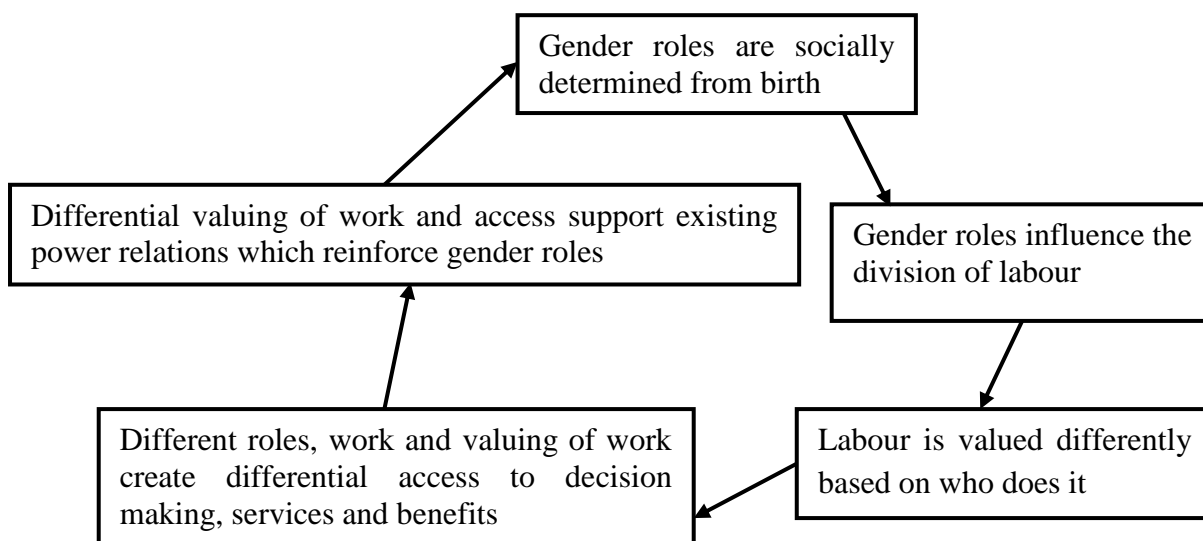 Gender roles are socially
determined from birth
Gender roles influence the
division of labour
Labour is valued differently
based on who does it
Different roles, work and valuing of work
create differential access to decision
making, services and benefits
Differential valuing of work and access support existing
power relations which reinforce gender roles